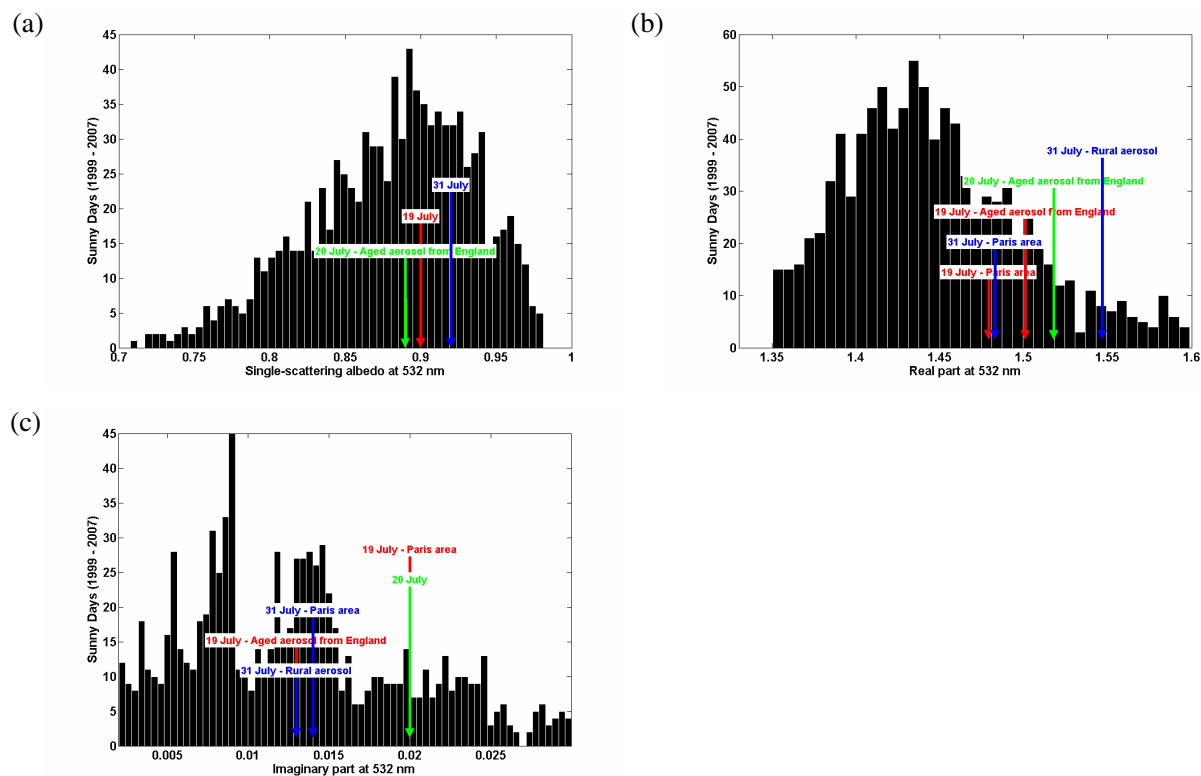 (a)
45
40
35
30
25
20
15
10
5
0
Sunny Days (1999 - 2007)
31 July
19 July
20 July - Aged aerosol from England
0.7 0.75 0.8 0.85 0.9 0.95 1
Single-scattering albedo at 532 nm
(b)
60
50
40
30
20
10
0
Sunny Days (1999 - 2007)
31 July - Rural aerosol
20 July - Aged aerosol from England
19 July - Aged aerosol from England
31 July - Paris area
19 July - Paris area
1.35 1.4 1.45 1.5 1.55 1.6
Real part at 532 nm
(c)
45
40
35
30
25
20
15
10
5
0
Sunny Days (1999 - 2007)
19 July - Paris area
20 July
31 July - Paris area
19 July - Aged aerosol from England
31 July - Rural aerosol
0.005 0.01 0.015 0.02 0.025
Imaginary part at 532 nm